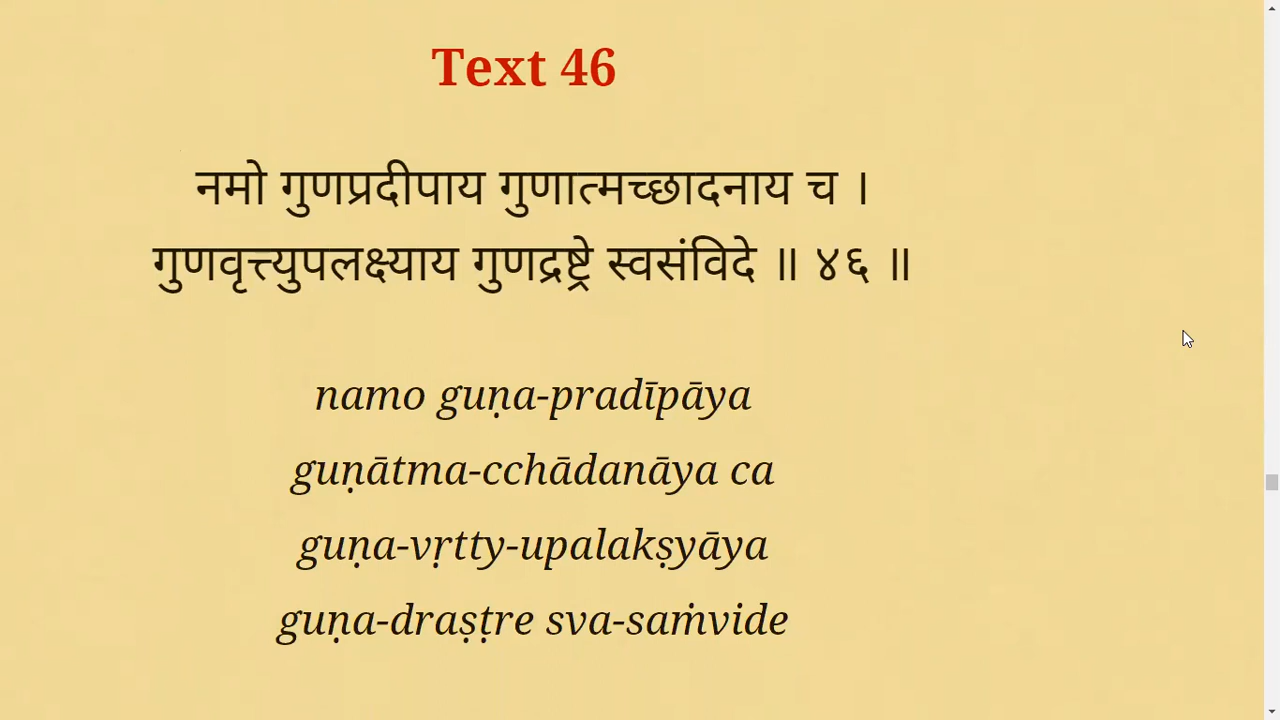 Text 46
नमो गुणप्रदीपाय गुणात्मच्छादनाय च ।
गुणवृत्त्युपलक्ष्याय गुणद्रष्ट्रे स्वसंविदे ॥ ४६ ॥
namo guṇa-pradīpāya
guṇātma-cchādanāya ca
guṇa-vṛtty-upalakṣyāya
guṇa-draṣṭre sva-saṁvide